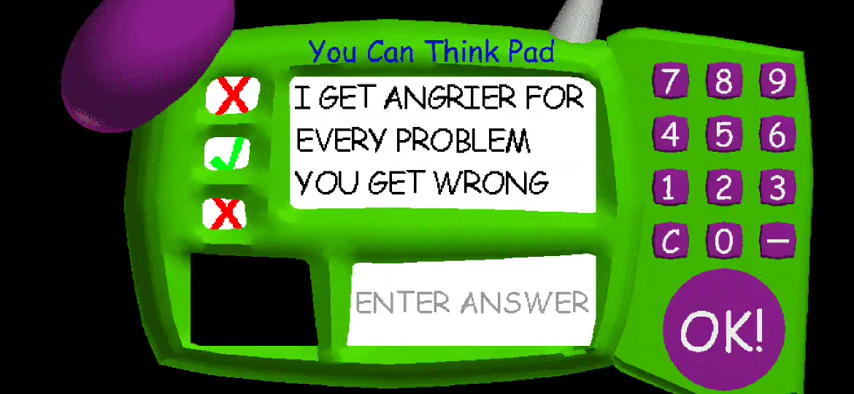 You Can Think Pad
I GET ANGRIER FOR
EVERY PROBLEM
YOU GET WRONG
ENTER ANSWER
7 8 9
4 5 6
1 2 3
C 0 –
OK!